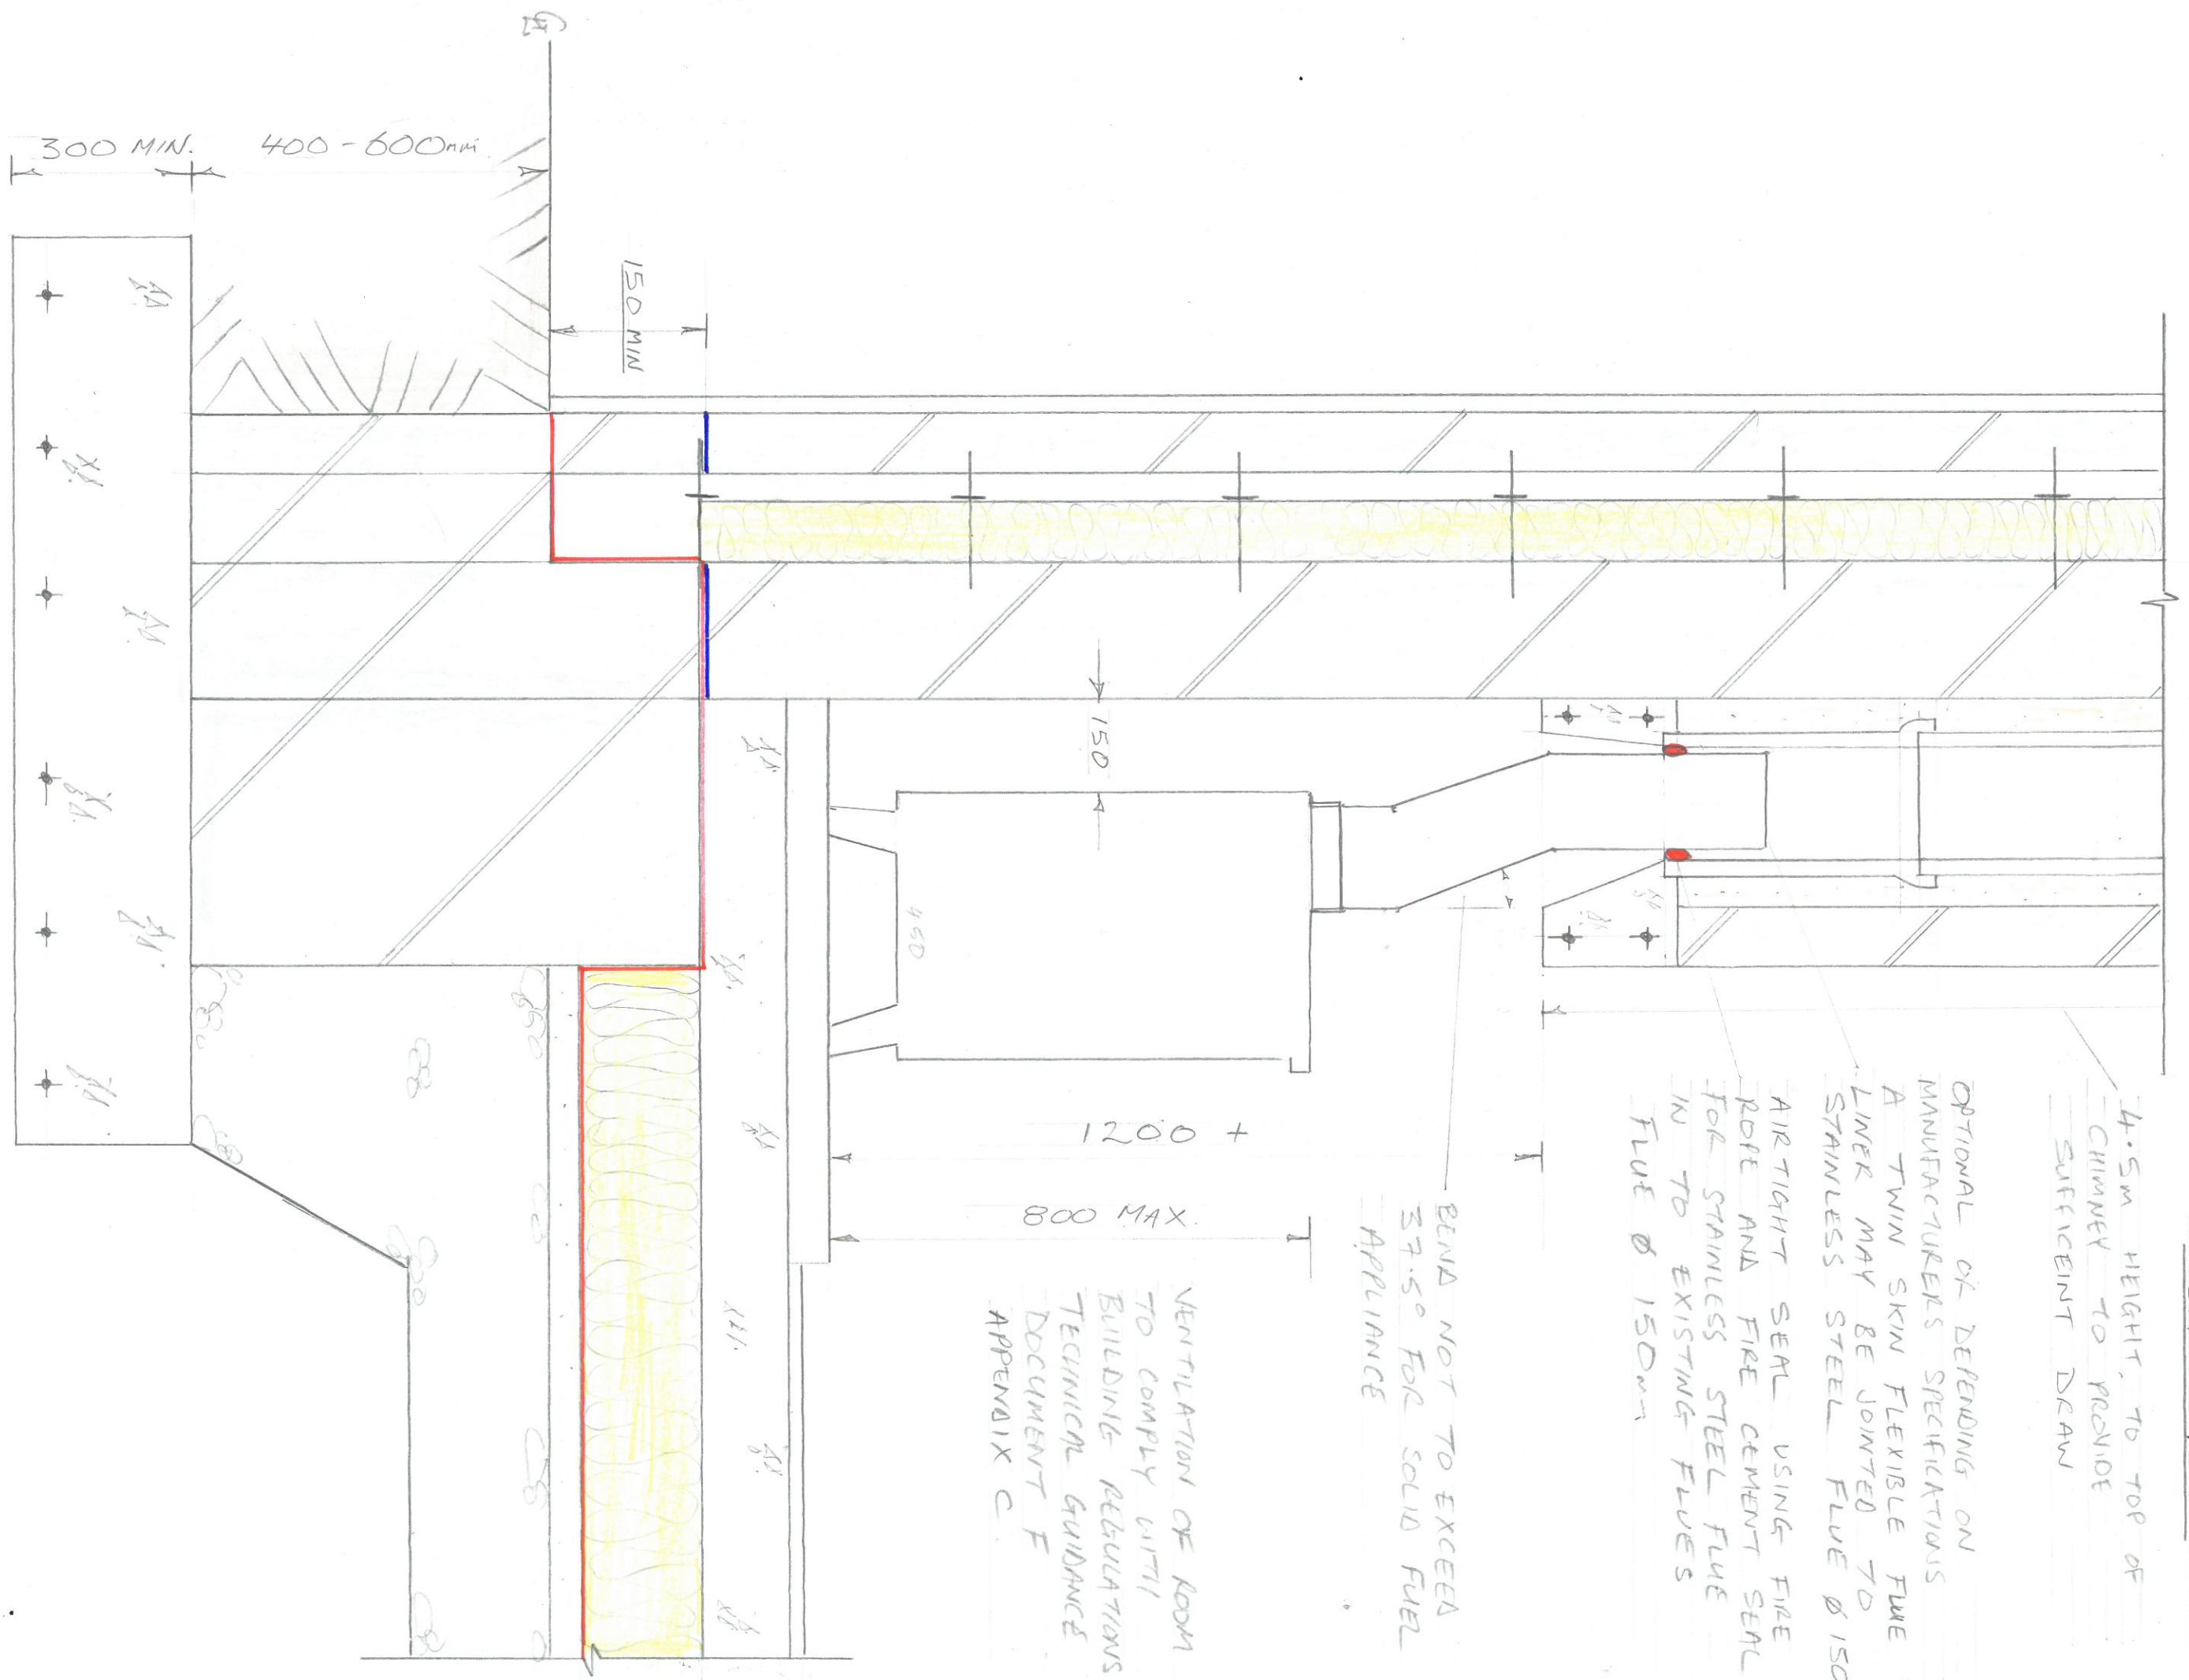 4.5m HEIGHT, TO TOP OF
CHIMNEY TO PROVIDE
SUFFICEINT DRAW
OPTIONAL OR DEPENDING ON
MANUFACTURERS SPECIFICATIONS
A TWIN SKIN FLEXIBLE FLUE
LINER MAY BE JOINTED TO
STAINLESS STEEL FLUE Ø 150
AIRTIGHT SEAL USING FIRE
ROPE AND FIRE CEMENT SEAL
FOR STAINLESS STEEL FLUE
IN TO EXISTING FLUES
FLUE Ø 150mm
BEND NOT TO EXCEED
37.5° FOR SOLID FUEL
APPLIANCE
VENTILATION OF ROOM
TO COMPLY WITH
BUILDING REGULATIONS
TECHNICAL GUIDANCE
DOCUMENT F
APPENDIX C
1200 +
800 MAX.
150
450
150 MIN
GL
400-600mm
300 MIN.